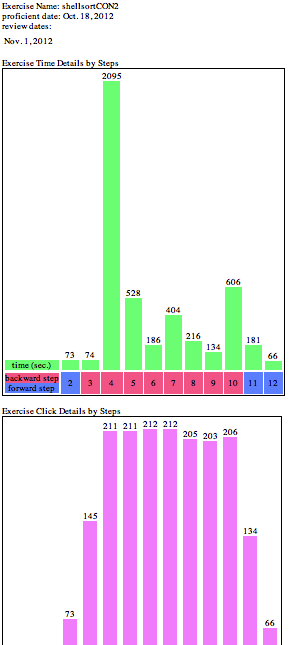 Exercise Name: shellsortCON2
proficient date: Oct. 18, 2012
review dates:
Nov. 1, 2012
Exercise Time Details by Steps
2095
528
606
404
186
216
134
181
73
74
66
time (sec.)
backward step
forward step
2 3 4 5 6 7 8 9 10 11 12
Exercise Click Details by Steps
211 211 212 212 205 203 206
145
134
73
66